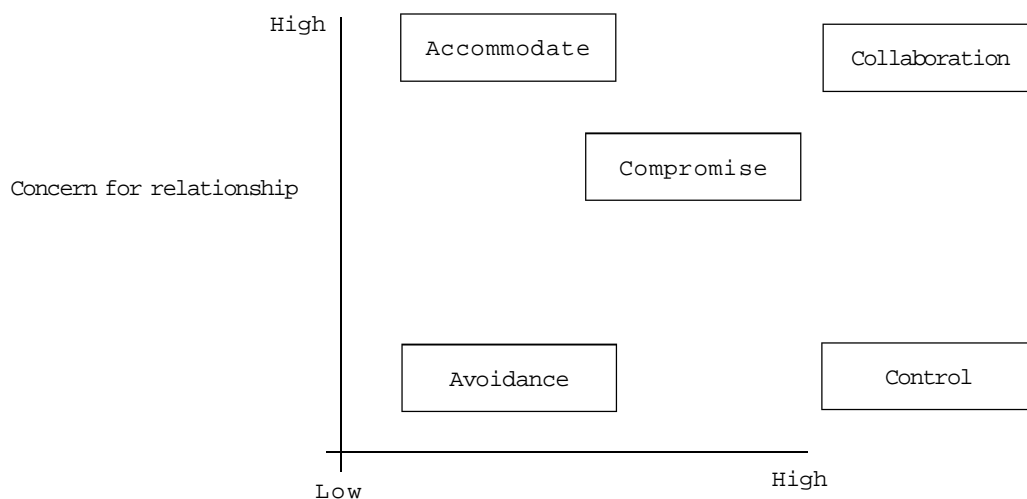 High
Accommodate
Collaboration
Compromise
Concern for relationship
Avoidance
Control
Low
High